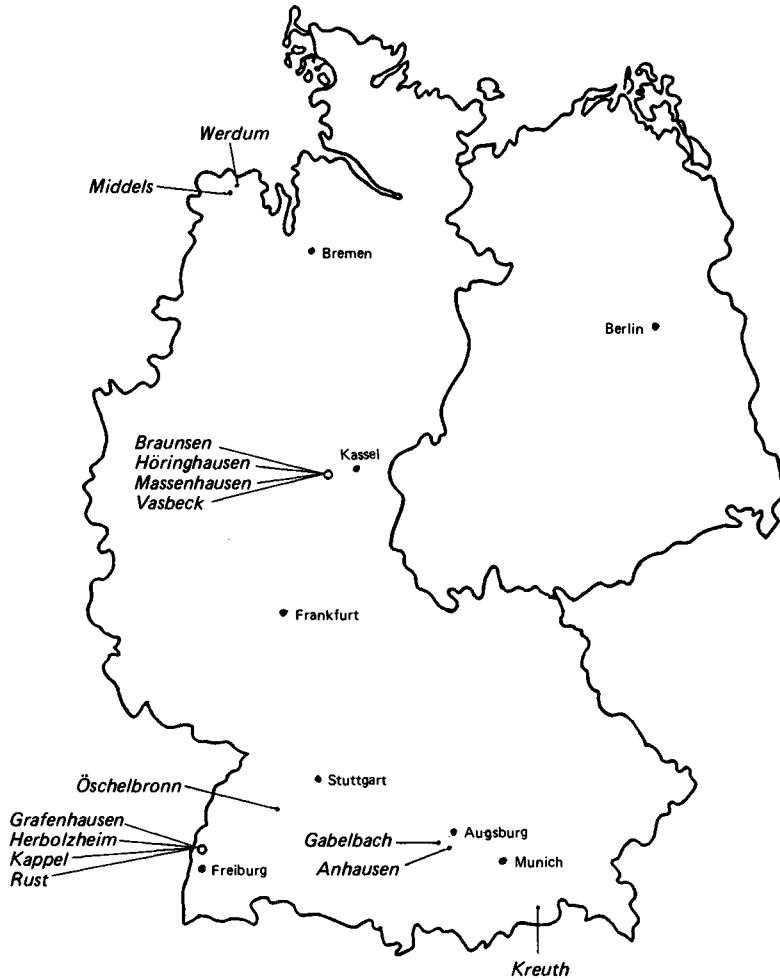 Werdum
Middels
Bremen
Berlin
Braunsen
Höringhausen
Massenhausen
Vasbeck
Kassel
Frankfurt
Öschelbronn
Stuttgart
Grafenhausen
Herbolzheim
Kappel
Rust
Freiburg
Gabelbach
Anhausen
Augsburg
Munich
Kreuth